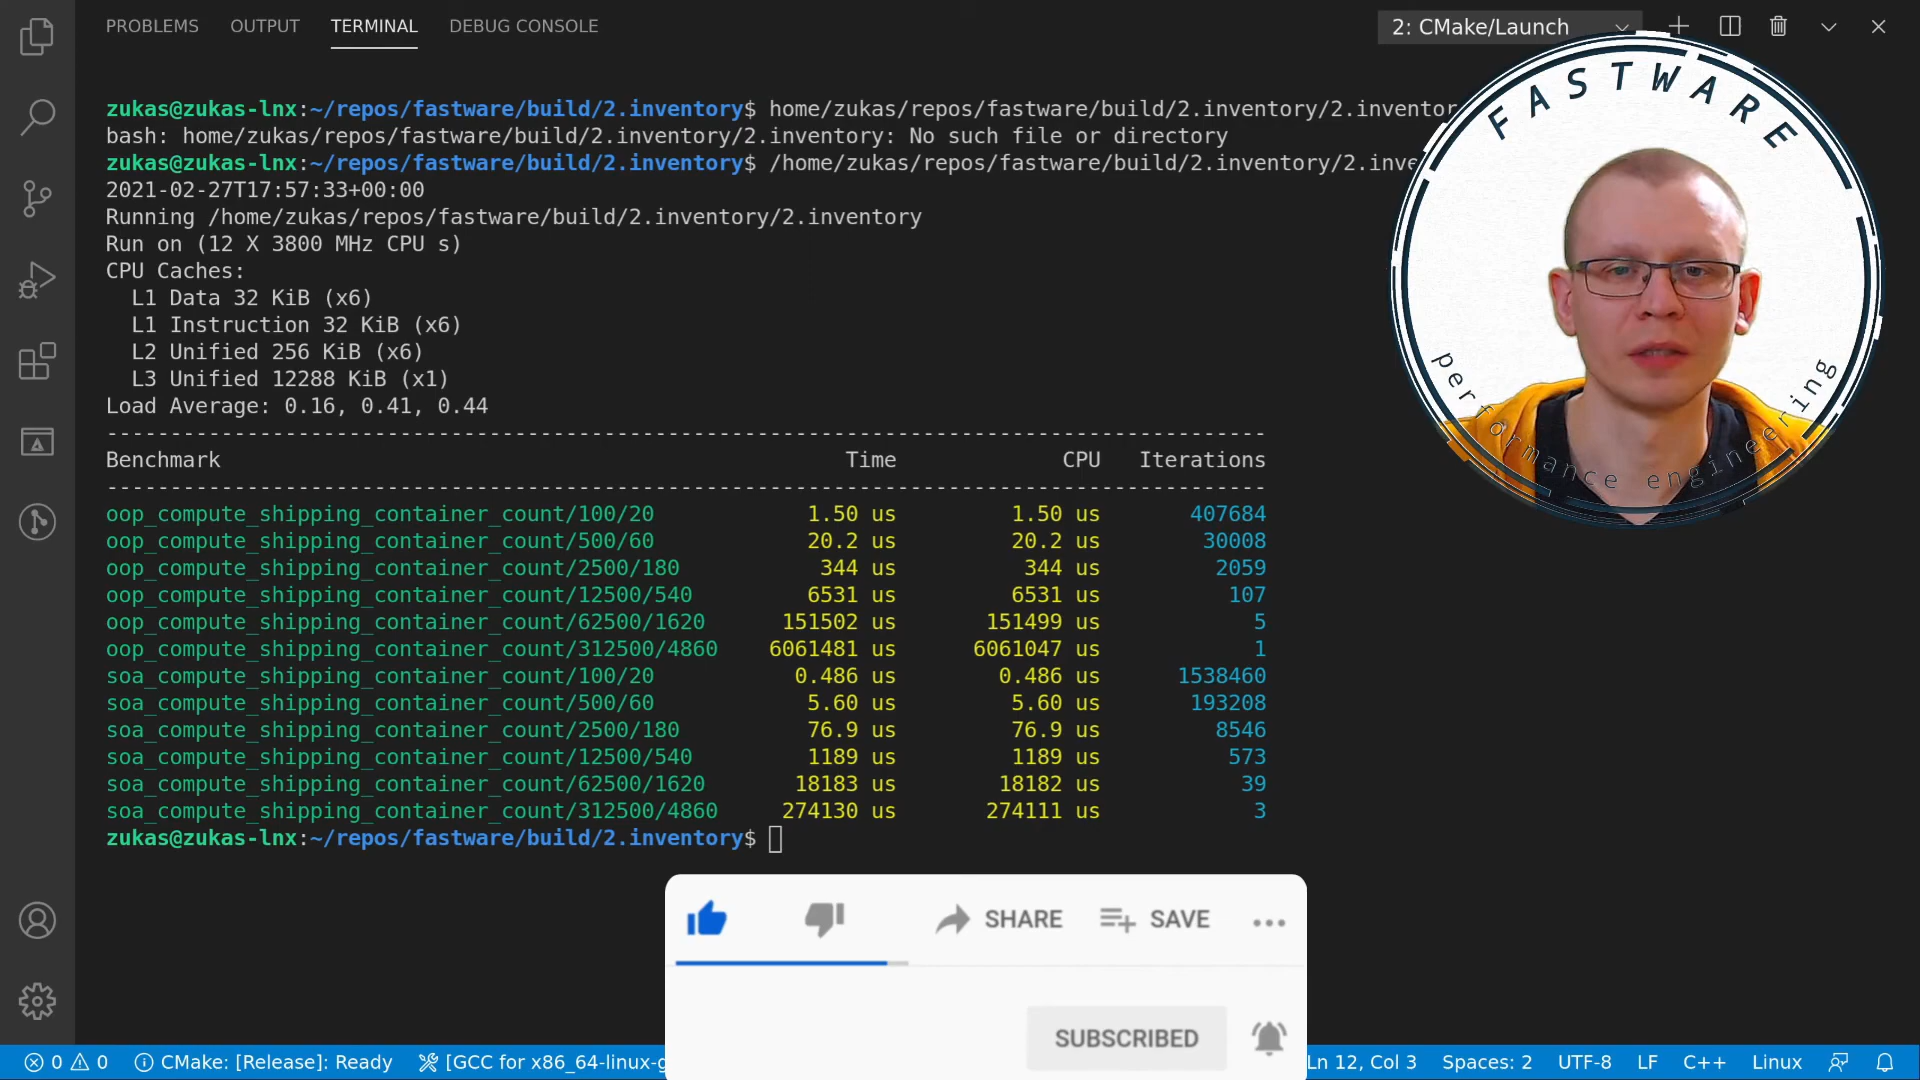 PROBLEMS OUTPUT TERMINAL DEBUG CONSOLE 2: CMake/Launch
FASTWARE
performance engineering
zukas@zukas-lnx:~/repos/fastware/build/2.inventory$ home/zukas/repos/fastware/build/2.inventory/2.inventor
bash: home/zukas/repos/fastware/build/2.inventory/2.inventory: No such file or directory
zukas@zukas-lnx:~/repos/fastware/build/2.inventory$ /home/zukas/repos/fastware/build/2.inventory/2.inve
2021-02-27T17:57:33+00:00
Running /home/zukas/repos/fastware/build/2.inventory/2.inventory
Run on (12 X 3800 MHz CPU s)
CPU Caches:
L1 Data 32 KiB (x6)
L1 Instruction 32 KiB (x6)
L2 Unified 256 KiB (x6)
L3 Unified 12288 KiB (x1)
Load Average: 0.16, 0.41, 0.44
-------------------------------------------------------------------------------------------
Benchmark Time CPU Iterations
-------------------------------------------------------------------------------------------
oop_compute_shipping_container_count/100/20 1.50 us 1.50 us 407684
oop_compute_shipping_container_count/500/60 20.2 us 20.2 us 30008
oop_compute_shipping_container_count/2500/180 344 us 344 us 2059
oop_compute_shipping_container_count/12500/540 6531 us 6531 us 107
oop_compute_shipping_container_count/62500/1620 151502 us 151499 us 5
oop_compute_shipping_container_count/312500/4860 6061481 us 6061047 us 1
soa_compute_shipping_container_count/100/20 0.486 us 0.486 us 1538460
soa_compute_shipping_container_count/500/60 5.60 us 5.60 us 193208
soa_compute_shipping_container_count/2500/180 76.9 us 76.9 us 8546
soa_compute_shipping_container_count/12500/540 1189 us 1189 us 573
soa_compute_shipping_container_count/62500/1620 18183 us 18182 us 39
soa_compute_shipping_container_count/312500/4860 274130 us 274111 us 3
zukas@zukas-lnx:~/repos/fastware/build/2.inventory$
SHARE SAVE
SUBSCRIBED
0 0 CMake: [Release]: Ready [GCC for x86_64-linux-g Ln 12, Col 3 Spaces: 2 UTF-8 LF C++ Linux